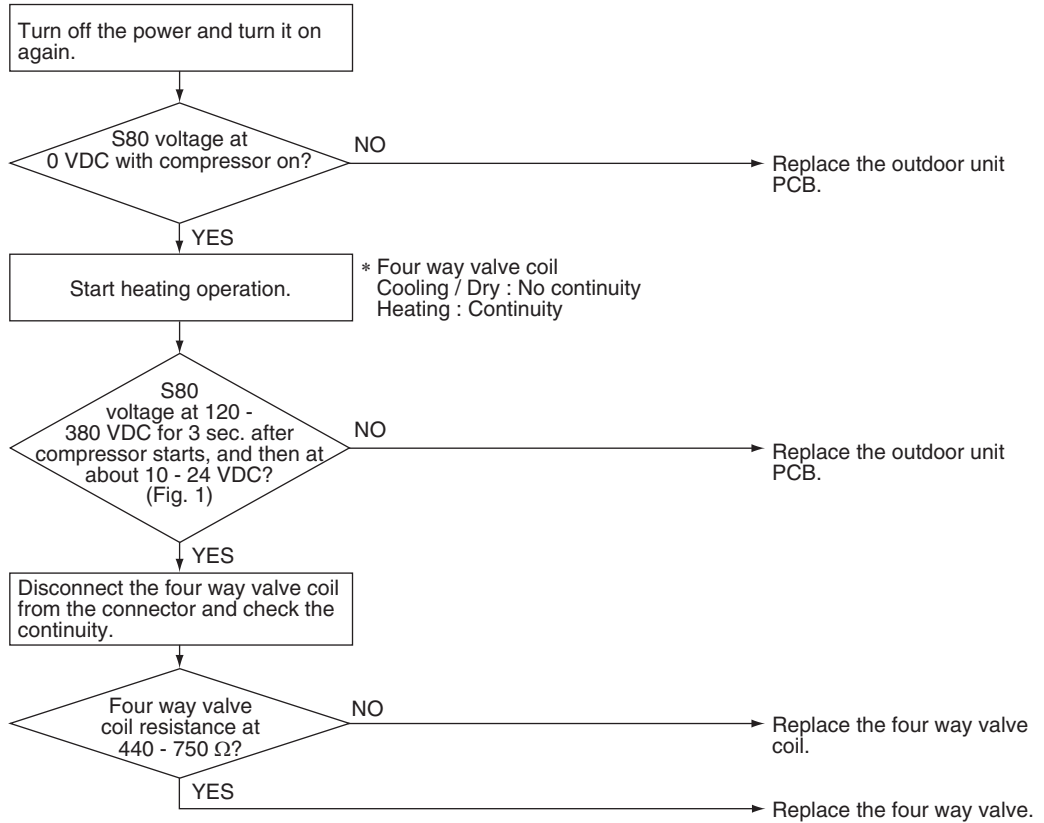 Turn off the power and turn it on
again.
S80 voltage at
0 VDC with compressor on?
NO
Replace the outdoor unit
PCB.
YES
Start heating operation.
* Four way valve coil
Cooling / Dry : No continuity
Heating : Continuity
S80
voltage at 120 -
380 VDC for 3 sec. after
compressor starts, and then at
about 10 - 24 VDC?
(Fig. 1)
NO
Replace the outdoor unit
PCB.
YES
Disconnect the four way valve coil
from the connector and check the
continuity.
Four way valve
coil resistance at
440 - 750 Ω?
NO
Replace the four way valve
coil.
YES
Replace the four way valve.